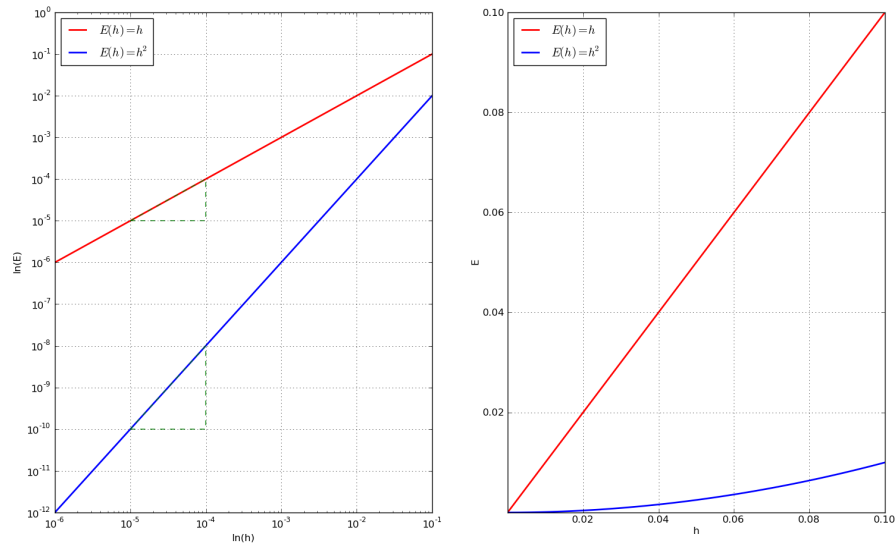 10⁰
10⁻¹
10⁻²
10⁻³
10⁻⁴
10⁻⁵
10⁻⁶
10⁻⁷
10⁻⁸
10⁻⁹
10⁻¹⁰
10⁻¹¹
10⁻¹²
ln(E)
E(h)=h
E(h)=h²
10⁻⁶ 10⁻⁵ 10⁻⁴ 10⁻³ 10⁻² 10⁻¹
ln(h)
0.10
0.08
0.06
0.04
0.02
E
E(h)=h
E(h)=h²
0.02 0.04 0.06 0.08 0.10
h